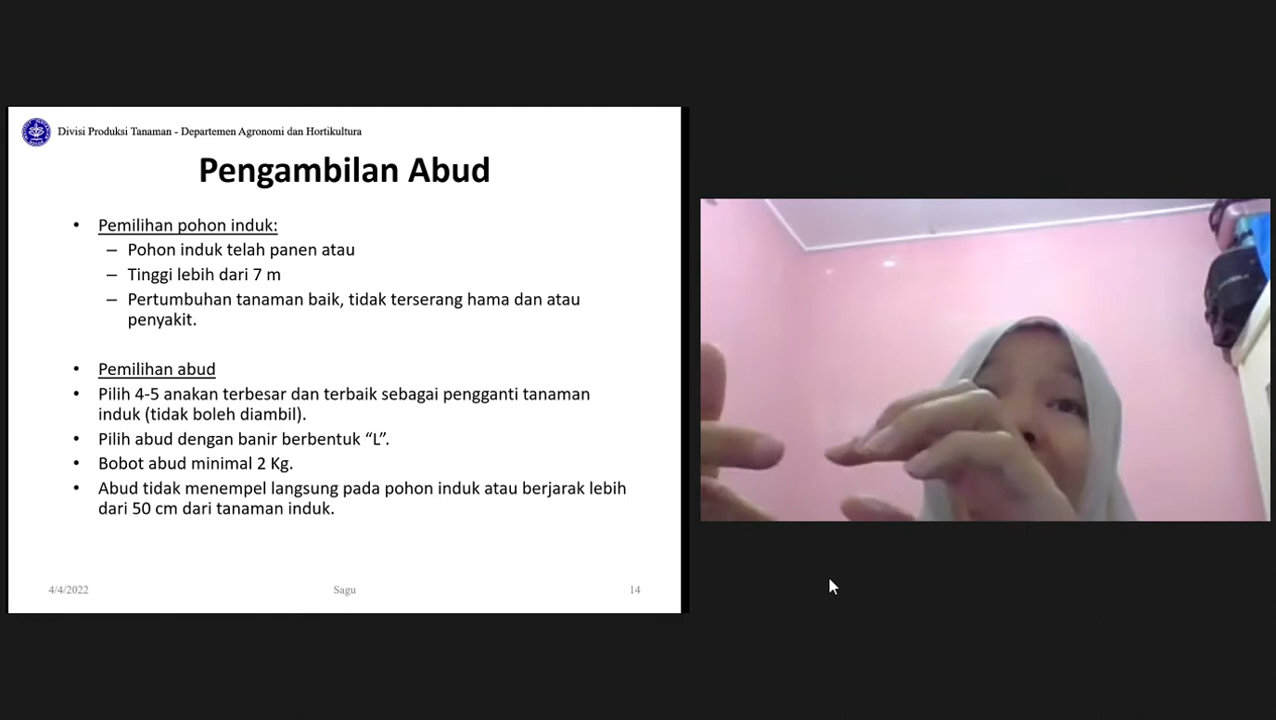 Divisi Produksi Tanaman - Departemen Agronomi dan Hortikultura
Pengambilan Abud
• Pemilihan pohon induk:
– Pohon induk telah panen atau
– Tinggi lebih dari 7 m
– Pertumbuhan tanaman baik, tidak terserang hama dan atau
penyakit.
• Pemilihan abud
• Pilih 4-5 anakan terbesar dan terbaik sebagai pengganti tanaman
induk (tidak boleh diambil).
• Pilih abud dengan banir berbentuk “L”.
• Bobot abud minimal 2 Kg.
• Abud tidak menempel langsung pada pohon induk atau berjarak lebih
dari 50 cm dari tanaman induk.
4/4/2022
Sagu
14